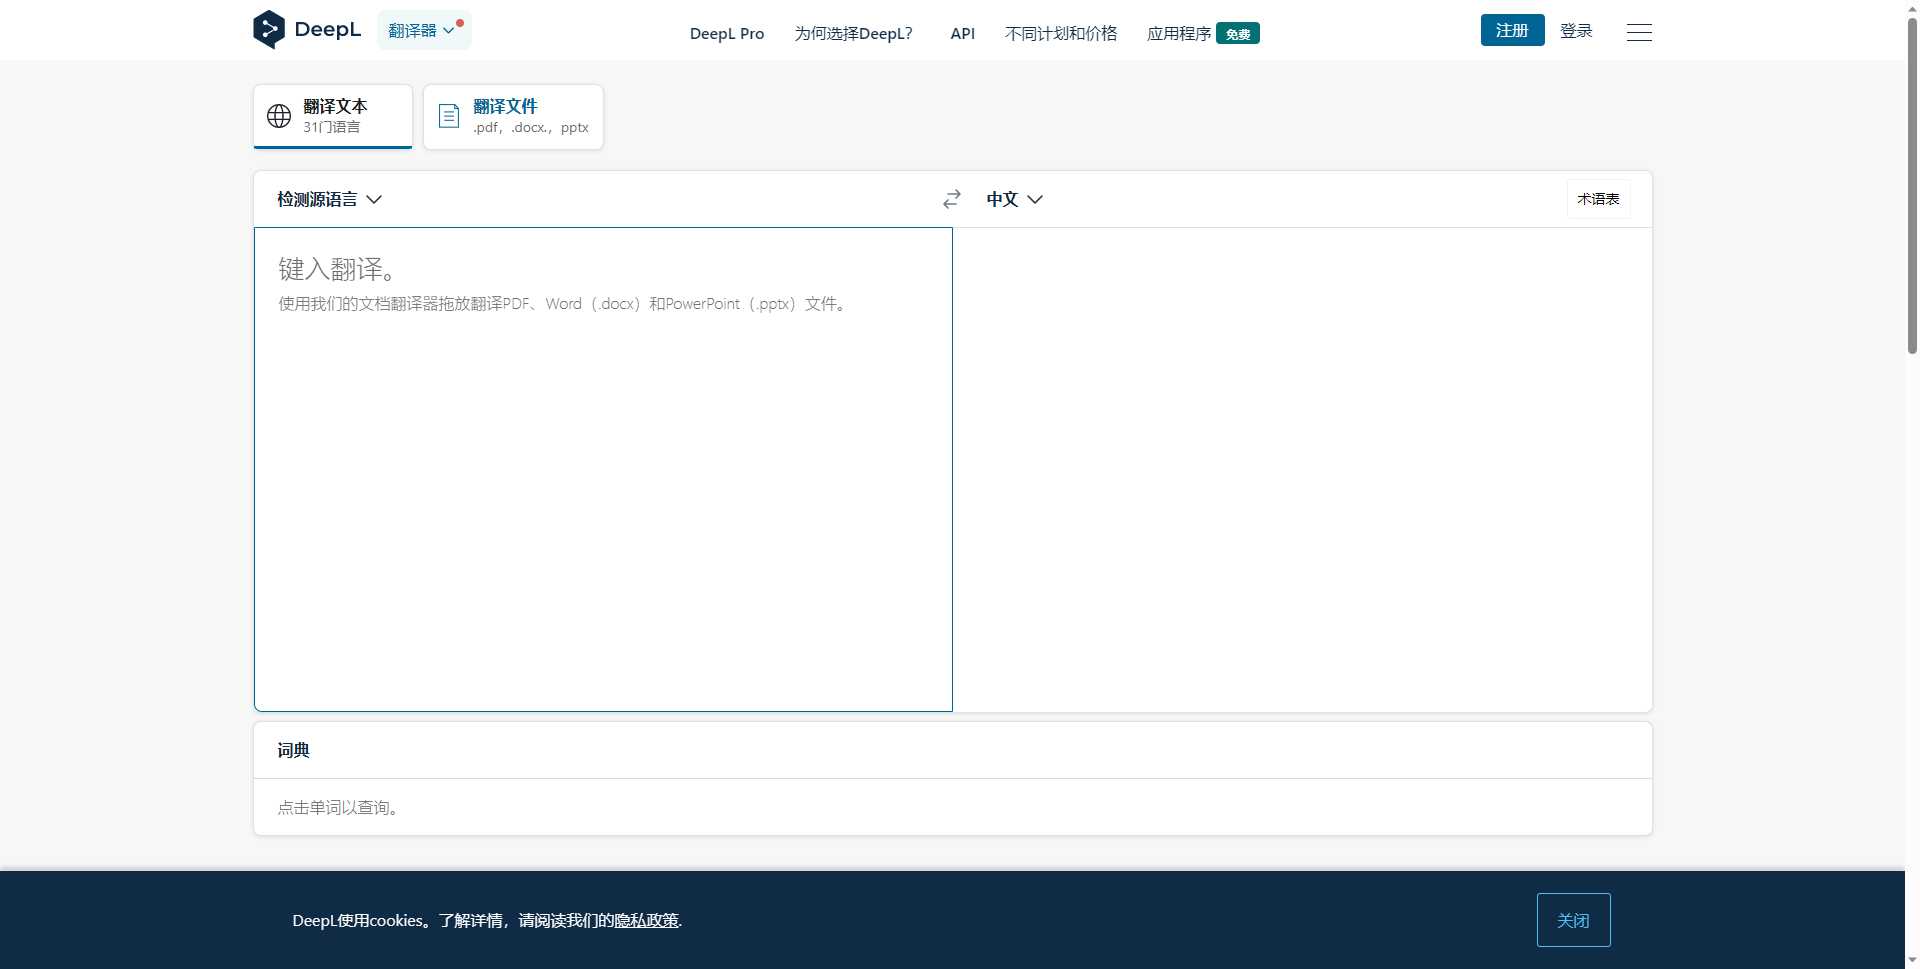 DeepL 翻译器 DeepL Pro 为何选择DeepL? API 不同计划和价格 应用程序 免费 注册 登录
翻译文本
31门语言
翻译文件
.pdf, .docx., pptx
检测源语言 中文 术语表
键入翻译。
使用我们的文档翻译器拖放翻译PDF、Word（.docx）和PowerPoint（.pptx）文件。
词典
点击单词以查询。
DeepL使用cookies。了解详情，请阅读我们的隐私政策.
关闭